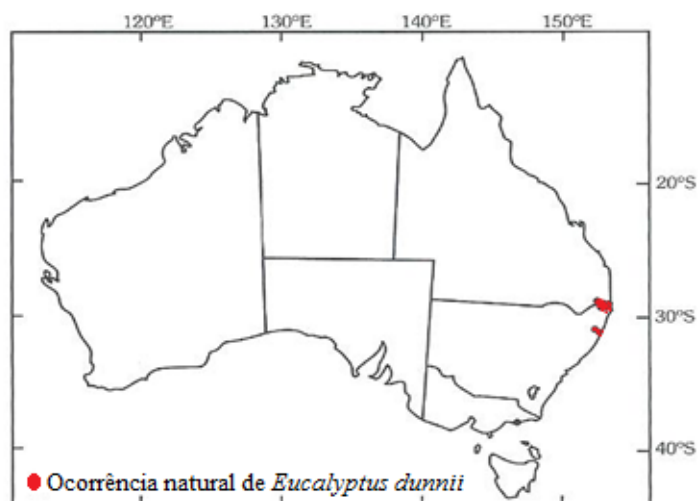 120ºE 130ºE 140ºE 150ºE
20ºS
30ºS
40ºS
Ocorrência natural de Eucalyptus dunnii